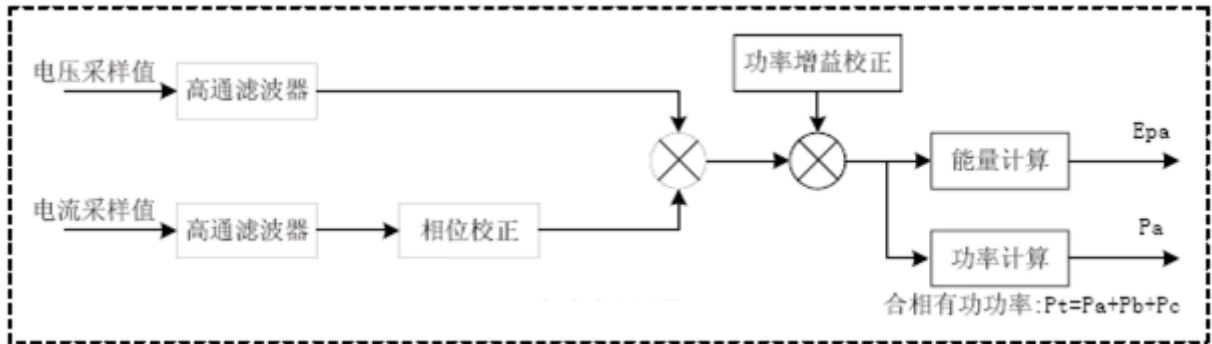 电压采样值
高通滤波器
功率增益校正
能量计算
Epa
电流采样值
高通滤波器
相位校正
功率计算
Pa
合相有功功率:Pt=Pa+Pb+Pc